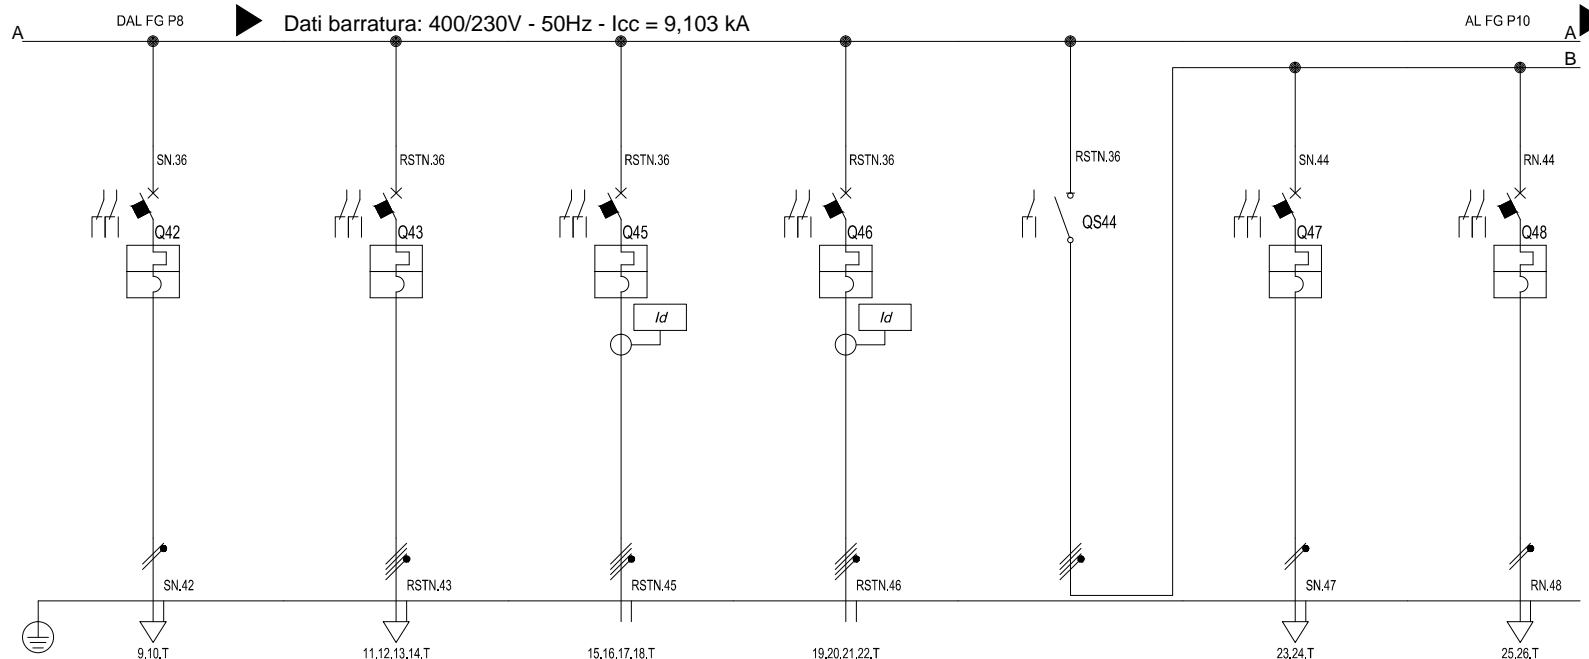 DAL FG P8
Dati barratura: 400/230V - 50Hz - Icc = 9,103 kA
AL FG P10
A
A
B
SN.36
RSTN.36
RSTN.36
RSTN.36
RSTN.36
SN.44
RN.44
Q42
Q43
Q45
Q46
QS44
Q47
Q48
Id
Id
SN.42
RSTN.43
RSTN.45
RSTN.46
SN.47
RN.48
9.10.T
11.12.13.14.T
15.16.17.18.T
19.20.21.22.T
23.24.T
25.26.T